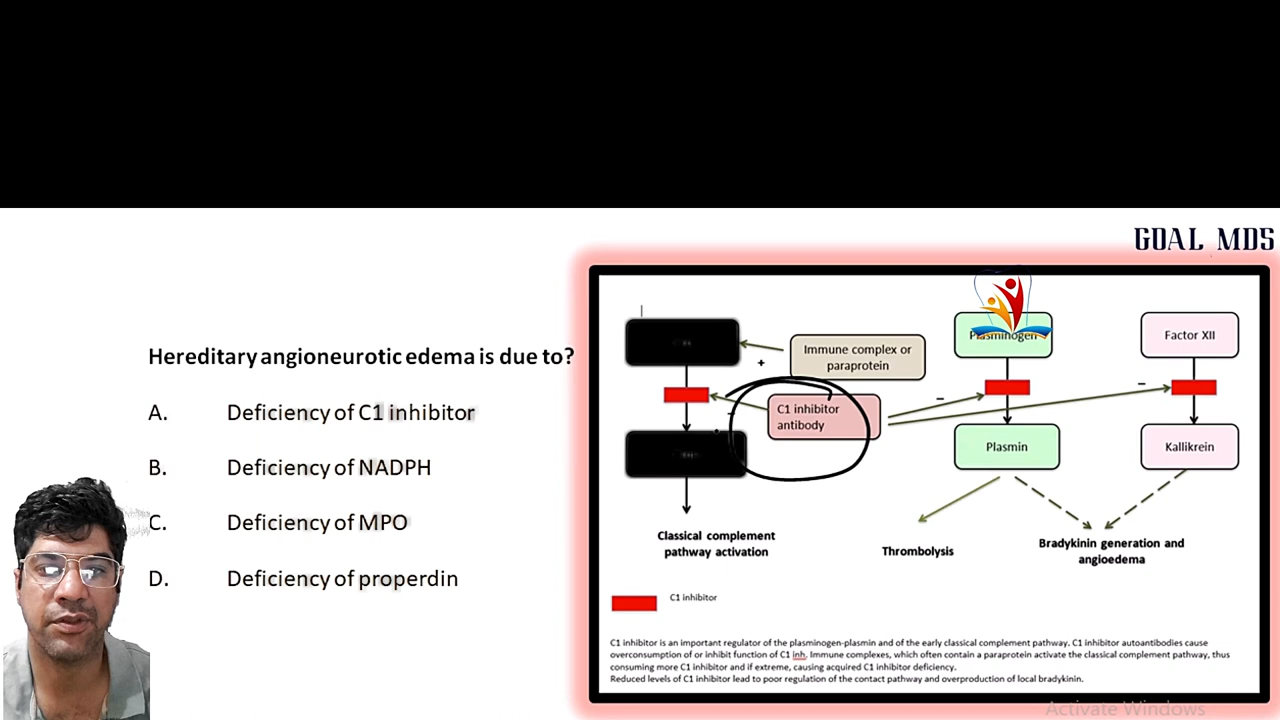 GOAL MDS
Hereditary angioneurotic edema is due to?
A. Deficiency of C1 inhibitor
B. Deficiency of NADPH
C. Deficiency of MPO
D. Deficiency of properdin
Immune complex or
paraprotein
+
C1 inhibitor
antibody
–
–
–
Plasminogen
Factor XII
Plasmin
Kallikrein
Classical complement
pathway activation
Thrombolysis
Bradykinin generation and
angioedema
C1 inhibitor
C1 inhibitor is an important regulator of the plasminogen-plasmin and of the early classical complement pathway. C1 inhibitor autoantibodies cause
overconsumption of or inhibit function of C1 inh. Immune complexes, which often contain a paraprotein activate the classical complement pathway, thus
consuming more C1 inhibitor and if extreme, causing acquired C1 inhibitor deficiency.
Reduced levels of C1 inhibitor lead to poor regulation of the contact pathway and overproduction of local bradykinin.
Activate Windows